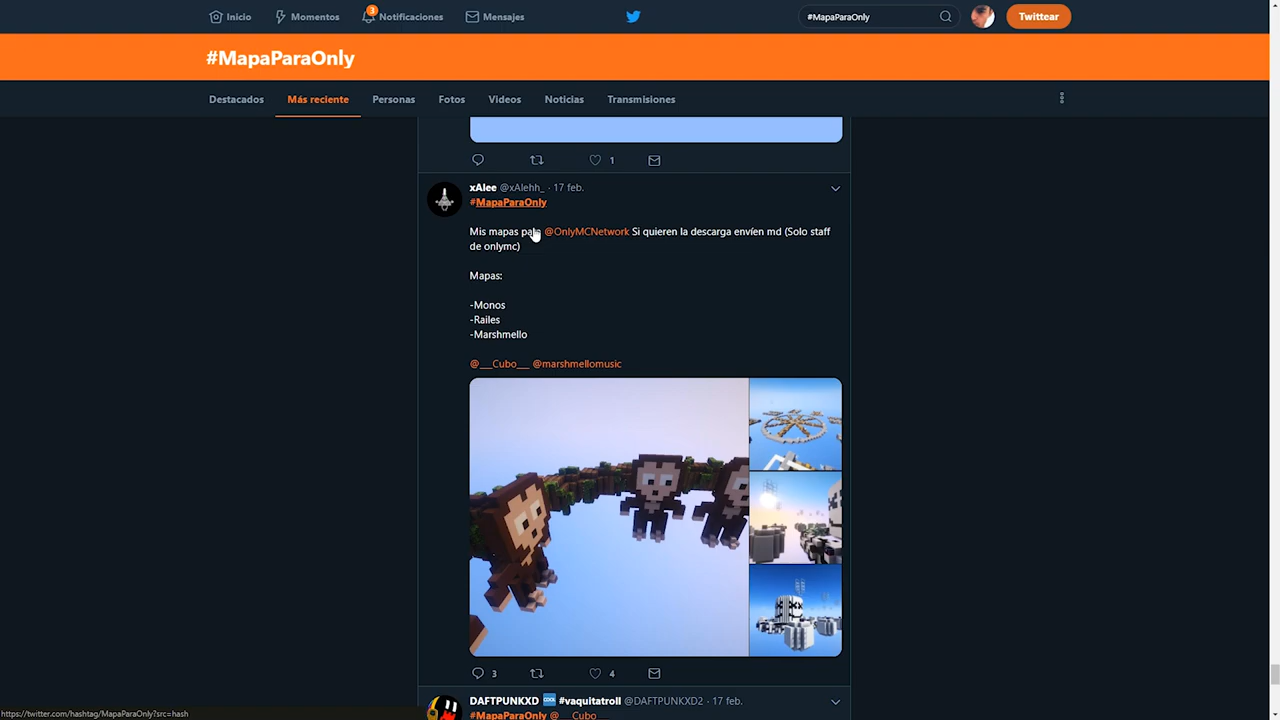 Inicio Momentos 3 Notificaciones Mensajes #MapaParaOnly Twittear
#MapaParaOnly
Destacados Más reciente Personas Fotos Videos Noticias Transmisiones
1
xAlee @xAlehh_ · 17 feb.
#MapaParaOnly
Mis mapas para @OnlyMCNetwork Si quieren la descarga envíen md (Solo staff
de onlymc)
Mapas:
-Monos
-Railes
-Marshmello
@___Cubo___ @marshmellomusic
3 4
DAFTPUNKXD COOL #vaquitatroll @DAFTPUNKXD2 · 17 feb.
#MapaParaOnly @___Cubo___
https://twitter.com/hashtag/MapaParaOnly?src=hash